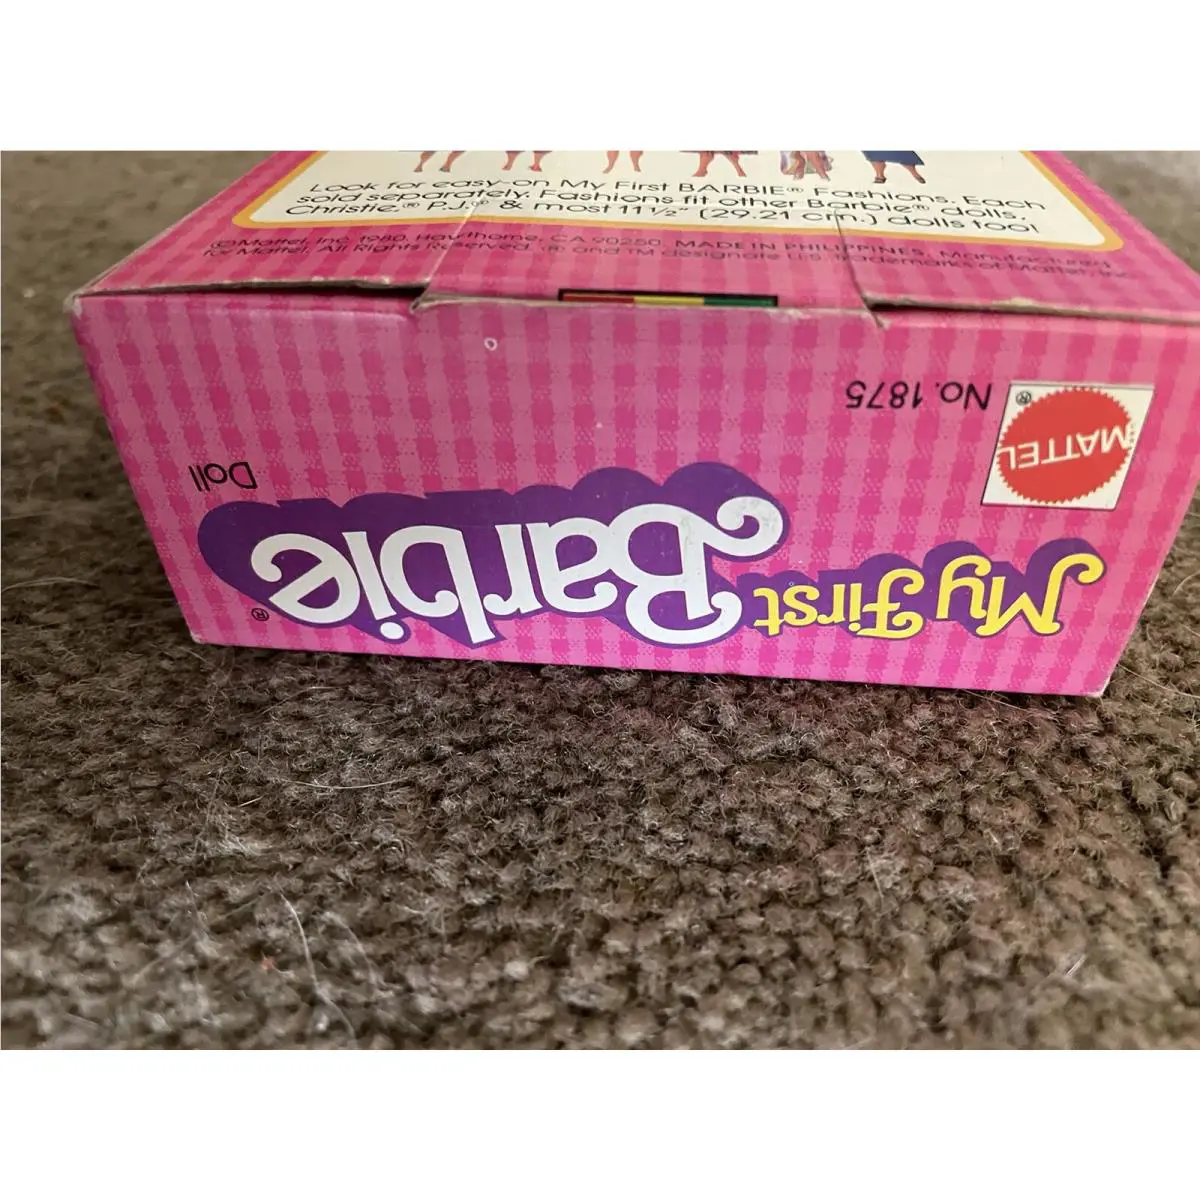 Look for easy-on My First BARBIE® Fashions. Each
sold separately. Fashions fit other Barbie® dolls,
Christie,® P.J.® & most 11½" (29.21 cm.) dolls too!
©Mattel, Inc. 1980. Hawthorne, CA 90250. MADE IN PHILIPPINES. Manufactured
for Mattel. All Rights Reserved. ® and TM designate U.S. trademarks of Mattel, Inc.
MATTEL®
No. 1875
My First Barbie®
Doll